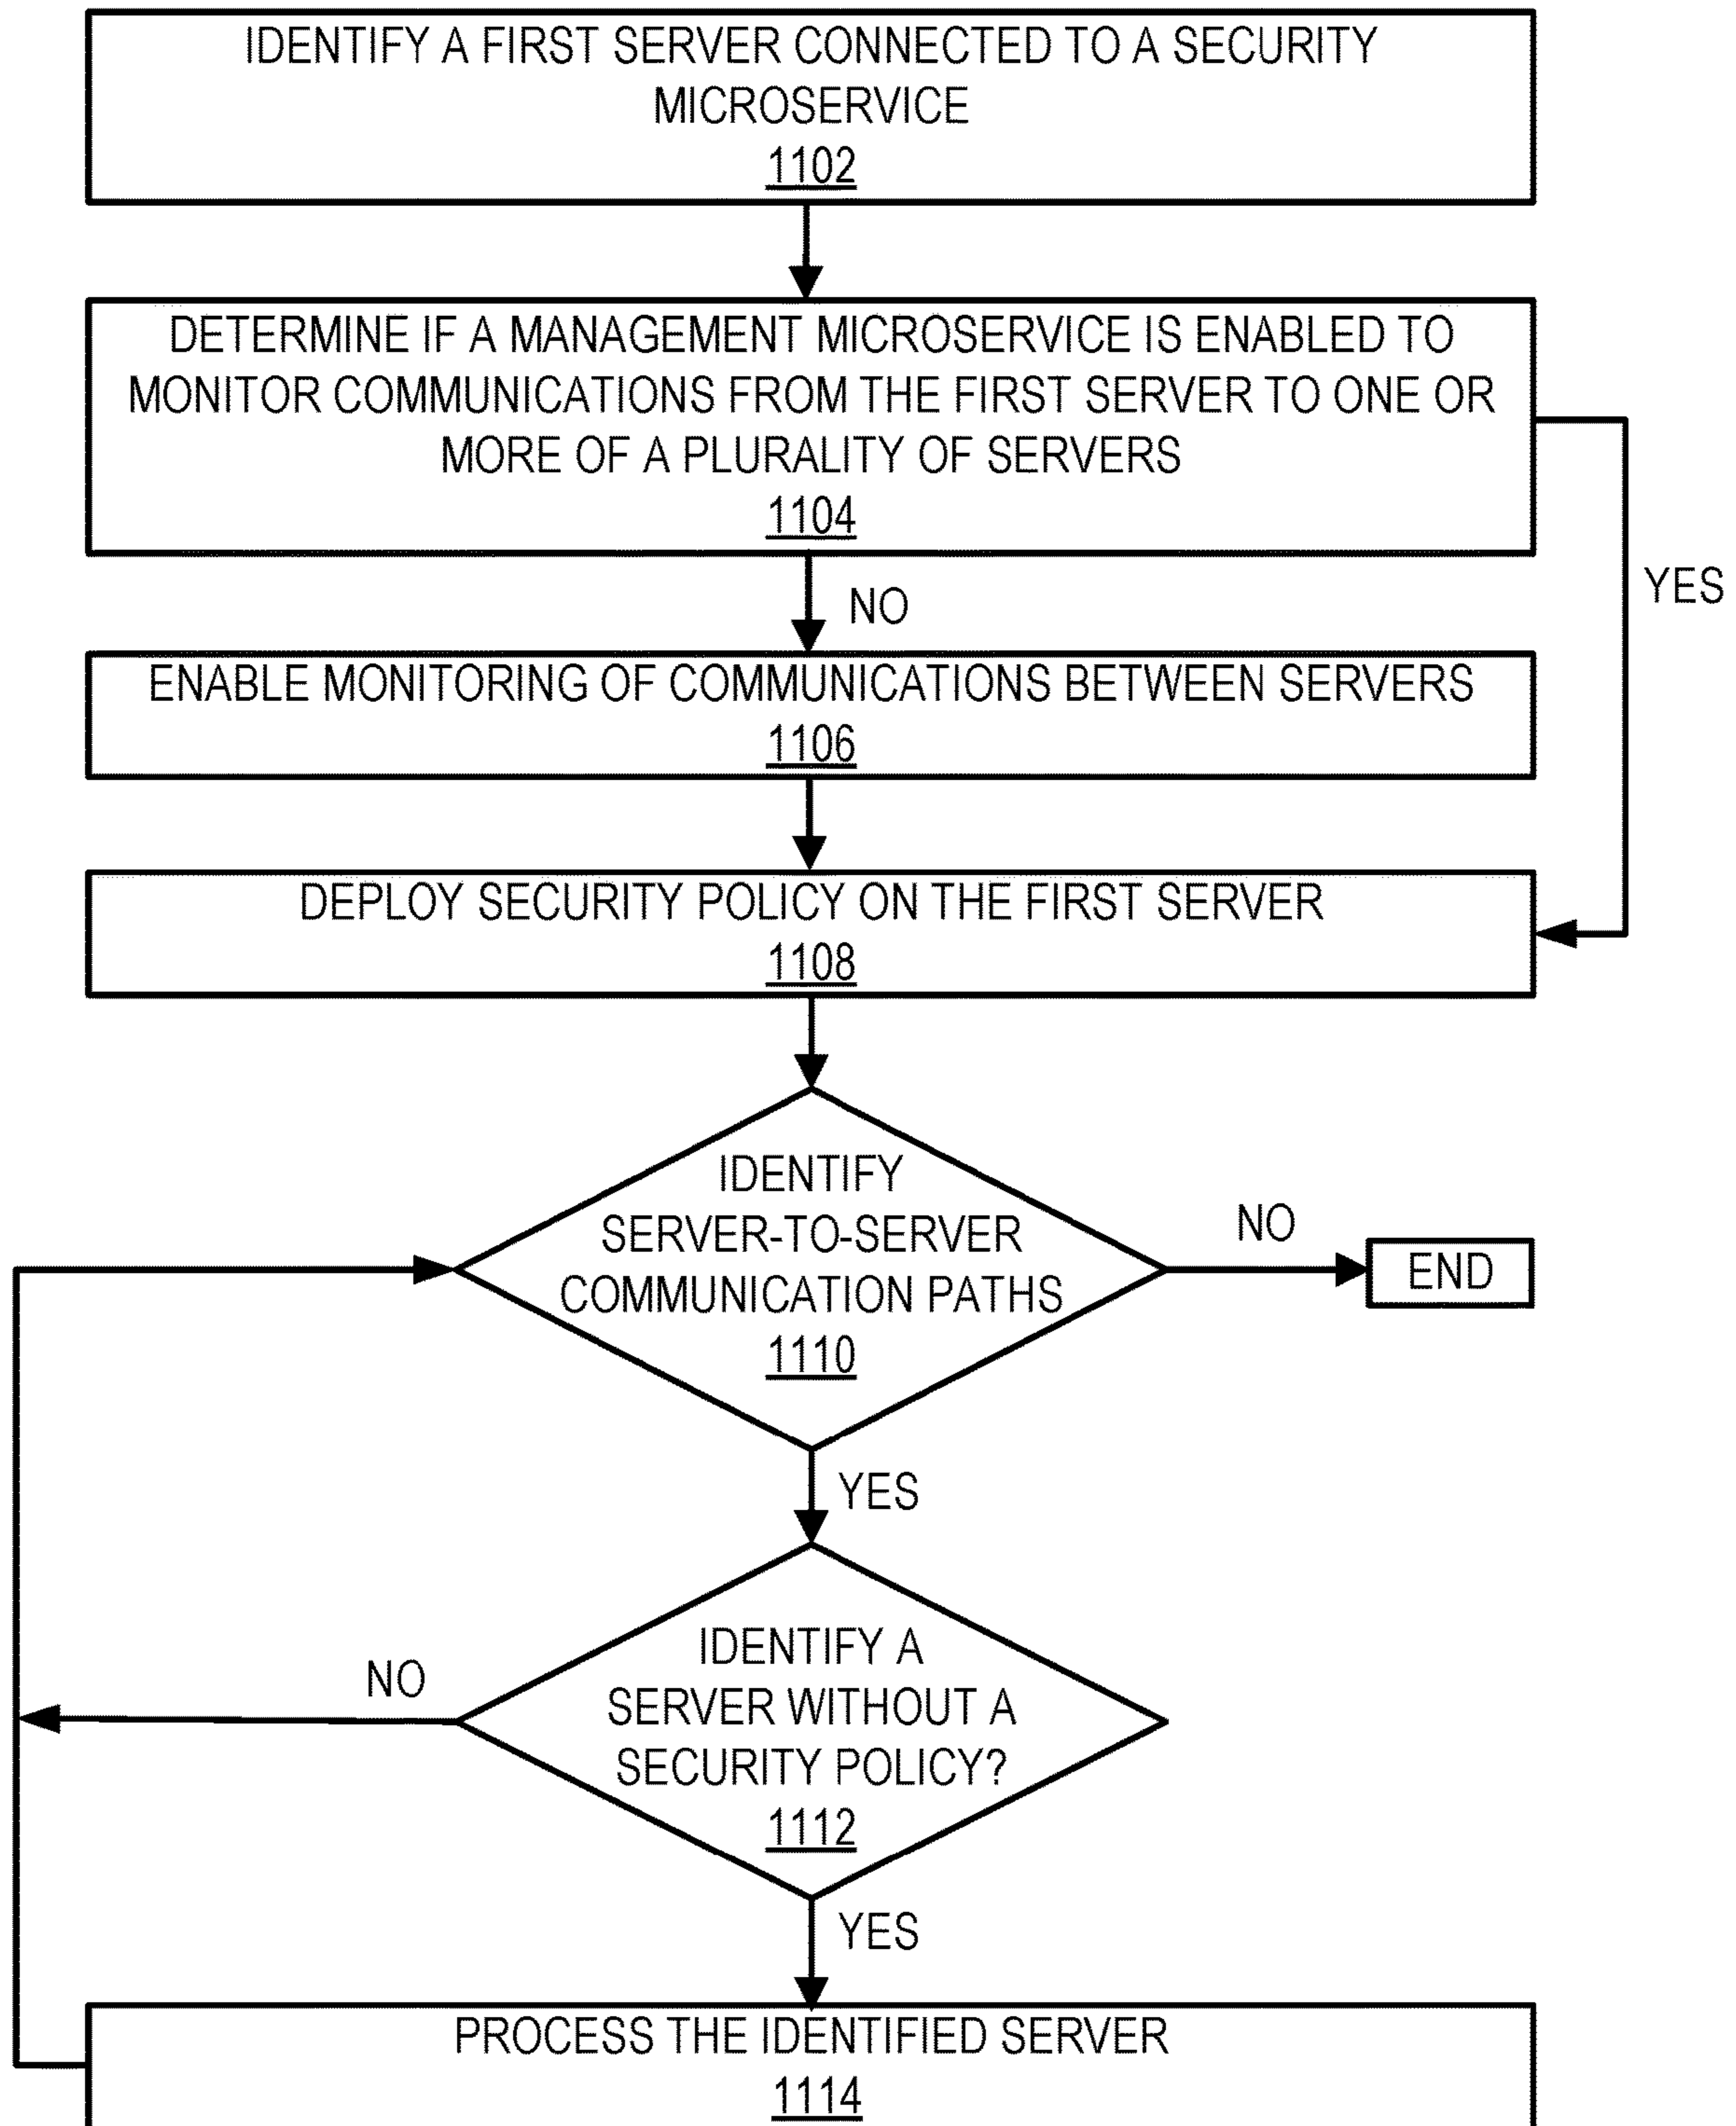 IDENTIFY A FIRST SERVER CONNECTED TO A SECURITY
MICROSERVICE
1102
DETERMINE IF A MANAGEMENT MICROSERVICE IS ENABLED TO
MONITOR COMMUNICATIONS FROM THE FIRST SERVER TO ONE OR
MORE OF A PLURALITY OF SERVERS
1104
YES
NO
ENABLE MONITORING OF COMMUNICATIONS BETWEEN SERVERS
1106
DEPLOY SECURITY POLICY ON THE FIRST SERVER
1108
IDENTIFY
SERVER-TO-SERVER
COMMUNICATION PATHS
1110
NO
END
YES
IDENTIFY A
SERVER WITHOUT A
SECURITY POLICY?
1112
NO
YES
PROCESS THE IDENTIFIED SERVER
1114